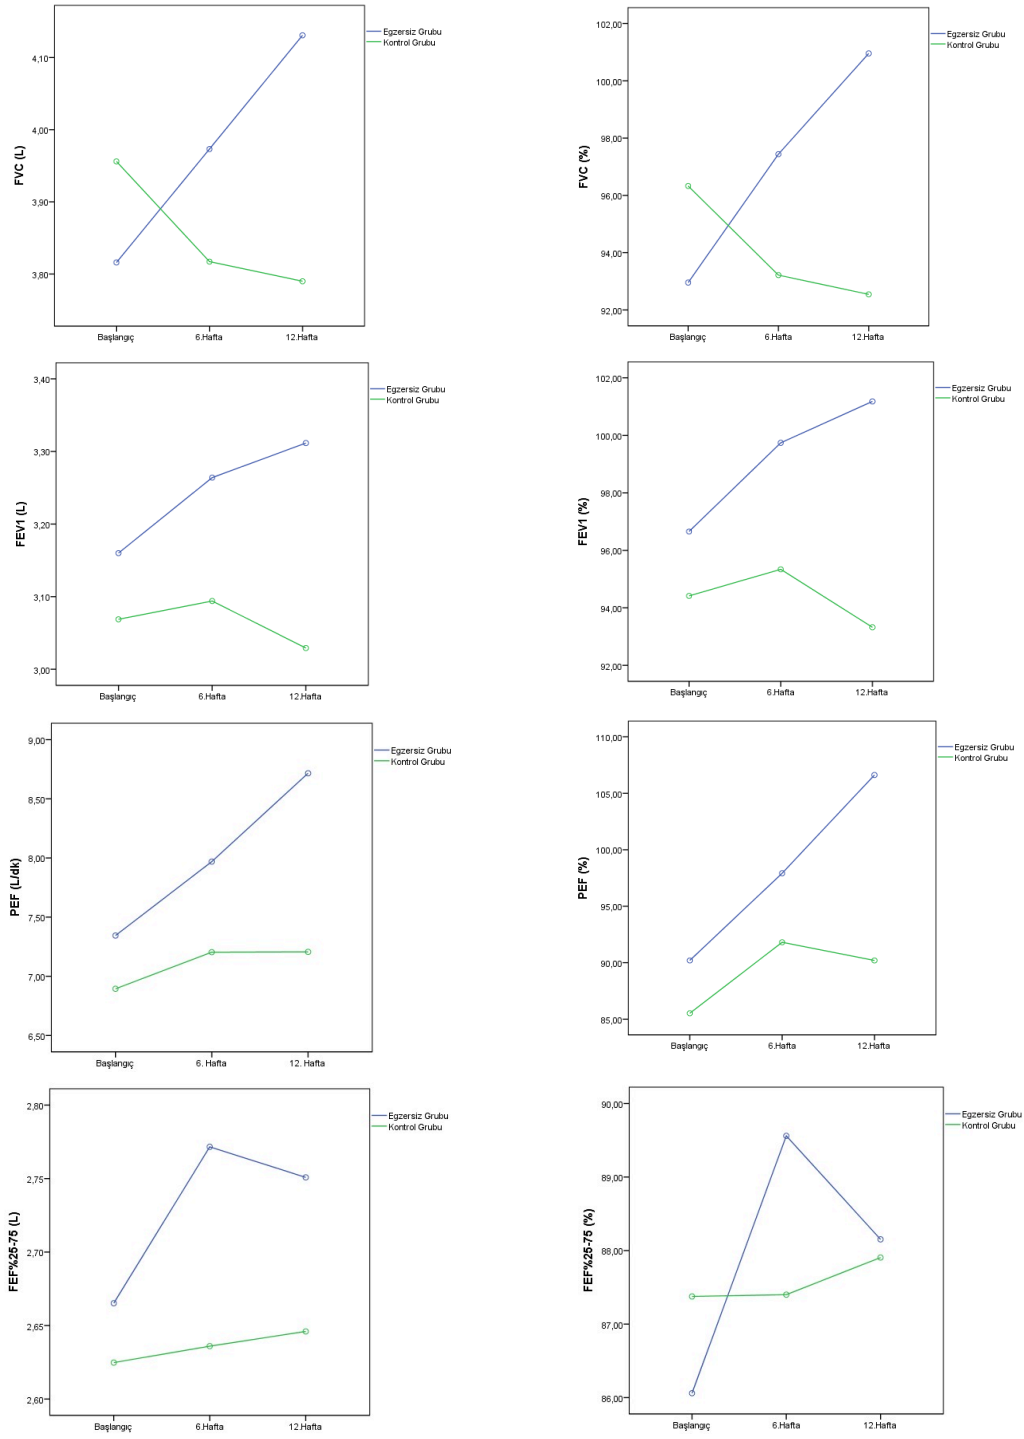 FVC (L)
4,10
4,00
3,90
3,80
Başlangıç 6.Hafta 12.Hafta
Egzersiz Grubu
Kontrol Grubu
FVC (%)
102,00
100,00
98,00
96,00
94,00
92,00
Başlangıç 6.Hafta 12.Hafta
Egzersiz Grubu
Kontrol Grubu
FEV1 (L)
3,40
3,30
3,20
3,10
3,00
Başlangıç 6.Hafta 12.Hafta
Egzersiz Grubu
Kontrol Grubu
FEV1 (%)
102,00
100,00
98,00
96,00
94,00
92,00
Başlangıç 6.Hafta 12.Hafta
Egzersiz Grubu
Kontrol Grubu
PEF (L/dk)
9,00
8,50
8,00
7,50
7,00
6,50
Başlangıç 6. Hafta 12. Hafta
Egzersiz Grubu
Kontrol Grubu
PEF (%)
110,00
105,00
100,00
95,00
90,00
85,00
Başlangıç 6.Hafta 12.Hafta
Egzersiz Grubu
Kontrol Grubu
FEF%25-75 (L)
2,80
2,75
2,70
2,65
2,60
Başlangıç 6.Hafta 12.Hafta
Egzersiz Grubu
Kontrol Grubu
FEF%25-75 (%)
90,00
89,00
88,00
87,00
86,00
Başlangıç 6.Hafta 12.Hafta
Egzersiz Grubu
Kontrol Grubu